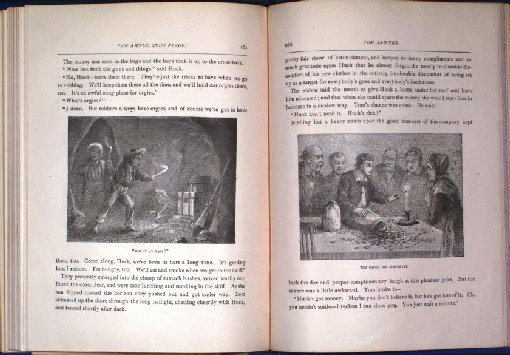 "AN AWFUL SNUG PLACE." 261
The money was soon in the bags and the boys took it up to the cross-rock.
"Now less fetch the guns and things," said Huck.
"No, Huck—leave them there. They're just the tricks to have when we go
to robbing. We'll keep them there all the time, and we'll hold our orgies there,
too. It's an awful snug place for orgies."
"What's orgies?"
"I dono. But robbers always have orgies, and of course we've got to have
"GOT IT AT LAST!"
them, too. Come along, Huck, we've been in here a long time. It's getting
late, I reckon. I'm hungry, too. We'll eat and smoke when we get to the skiff."
They presently emerged into the clump of sumach bushes, looked warily out,
found the coast clear, and were soon lunching and smoking in the skiff. As the
sun dipped toward the horizon they pushed out and got under way. Tom
skimmed up the shore through the long twilight, chatting cheerily with Huck,
and landed shortly after dark.
TOM SAWYER.
pretty fair show of astonishment, and heaped so many compliments and so
much gratitude upon Huck that he almost forgot the nearly intolerable dis-
comfort of his new clothes in the entirely intolerable discomfort of being set
up as a target for everybody's gaze and everybody's laudations.
The widow said she meant to give Huck a home under her roof and have
him educated; and that when she could spare the money she would start him in
business in a modest way. Tom's chance was come. He said:
"Huck don't need it. Huck's rich."
Nothing but a heavy strain upon the good manners of the company kept
back the due and proper complimentary laugh at this pleasant joke. But the
silence was a little awkward. Tom broke it—
"Huck's got money. Maybe you don't believe it, but he's got lots of it. Oh,
you needn't smile—I reckon I can show you. You just wait a minute."